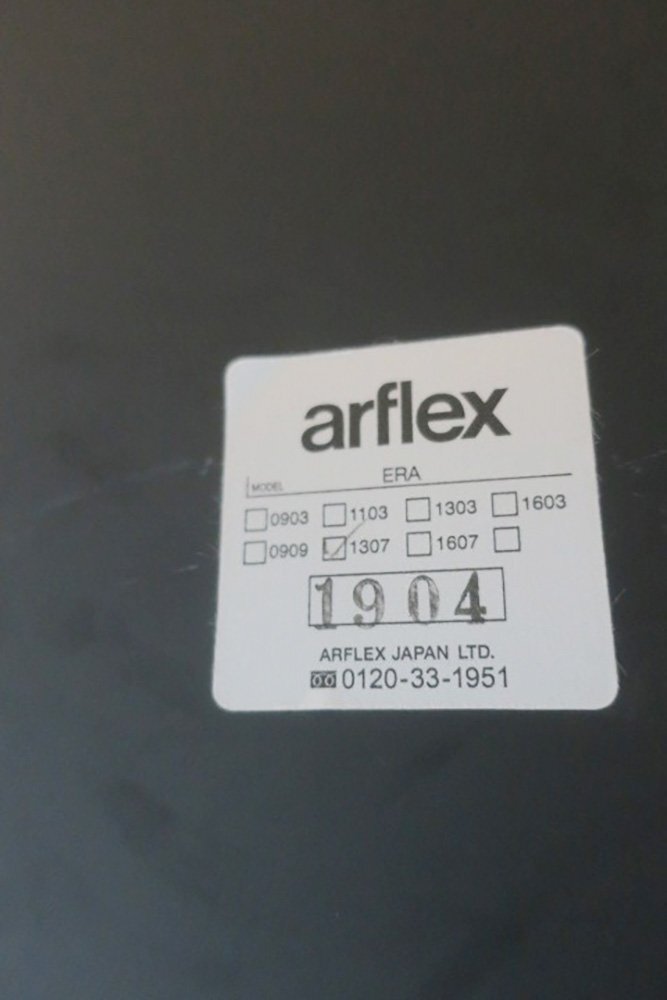 arflex
MODEL ERA
☐0903 ☐1103 ☐1303 ☐1603
☐0909 ☑1307 ☐1607 ☐
1904
ARFLEX JAPAN LTD.
0120-33-1951